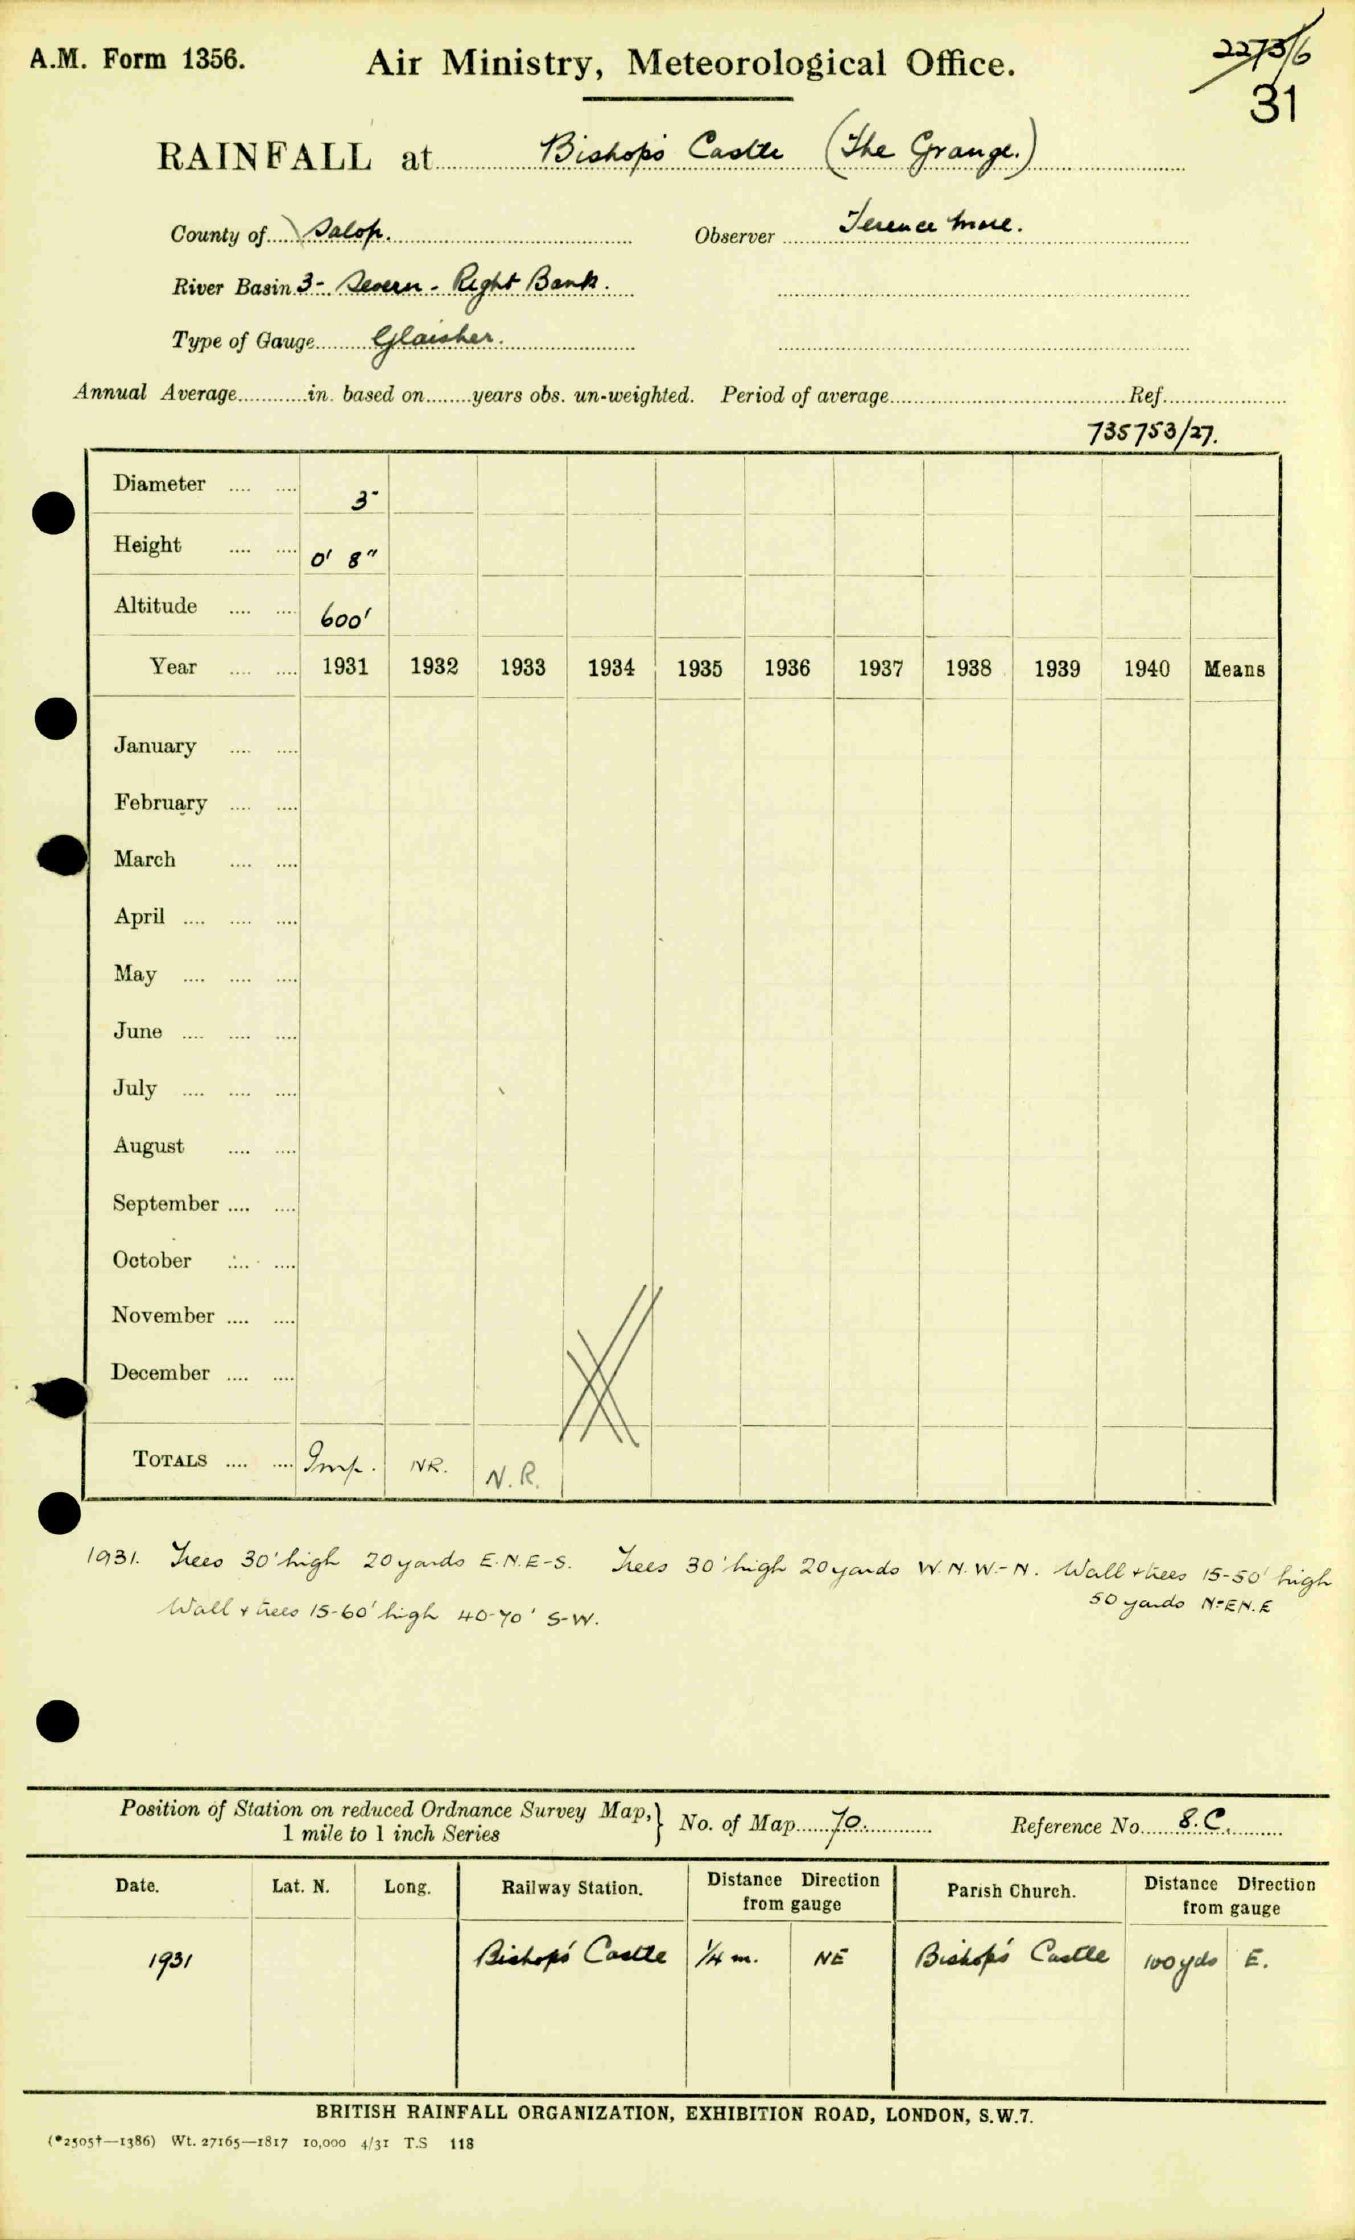 A.M. Form 1356. Air Ministry, Meteorological Office. 2273/6
31
RAINFALL at Bishop's Castle (The Grange.)
County of Salop. Observer Terence More.
River Basin 3- Severn - Right Bank.
Type of Gauge Glaisher.
Annual Average............in. based on........years obs. un-weighted. Period of average........................................Ref.....................
735753/27.
Diameter .... .... 3"
Height .... .... 0' 8"
Altitude .... .... 600'
Year .... .... 1931 1932 1933 1934 1935 1936 1937 1938 1939 1940 Means
January .... ....
February .... ....
March .... ....
April .... .... ....
May .... .... ....
June .... .... ....
July .... .... ....
August .... ....
September .... ....
October .... ....
November .... ....
December .... ....
TOTALS .... .... Imp. NR. N.R.
1931. Trees 30' high 20 yards E.N.E-S. Trees 30' high 20 yards W.N.W.-N. Wall + trees 15-50' high
50 yards N-EN.E
Wall + trees 15-60' high 40-70' S-W.
Position of Station on reduced Ordnance Survey Map,} No. of Map 70. Reference No. 8.C.
1 mile to 1 inch Series
Date. Lat. N. Long. Railway Station. Distance Direction from gauge Parish Church. Distance Direction from gauge
1931 Bishop's Castle 1/4 m. NE Bishop's Castle 100 yds E.
BRITISH RAINFALL ORGANIZATION, EXHIBITION ROAD, LONDON, S.W.7.
(*2505†—1386) Wt. 27165—1817 10,000 4/31 T.S 118